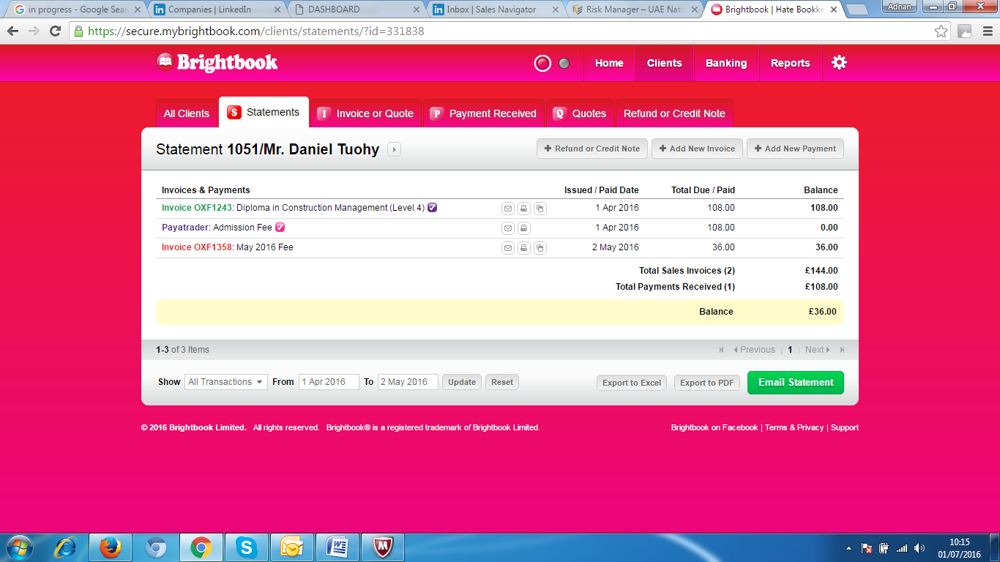 in progress - Google Sear
Companies | LinkedIn
DASHBOARD
Inbox | Sales Navigator
Risk Manager – UAE Nati
Brightbook | Hate Bookke
Adnan
https://secure.mybrightbook.com/clients/statements/?id=331838
Brightbook
Home Clients Banking Reports
All Clients S Statements I Invoice or Quote P Payment Received Q Quotes Refund or Credit Note
Statement 1051/Mr. Daniel Tuohy
+ Refund or Credit Note + Add New Invoice + Add New Payment
Invoices & Payments Issued / Paid Date Total Due / Paid Balance
Invoice OXF1243: Diploma in Construction Management (Level 4) 1 Apr 2016 108.00 108.00
Payatrader: Admission Fee 1 Apr 2016 108.00 0.00
Invoice OXF1358: May 2016 Fee 2 May 2016 36.00 36.00
Total Sales Invoices (2) £144.00
Total Payments Received (1) £108.00
Balance £36.00
1-3 of 3 Items Previous | 1 | Next
Show All Transactions From 1 Apr 2016 To 2 May 2016 Update Reset Export to Excel Export to PDF Email Statement
© 2016 Brightbook Limited. All rights reserved. Brightbook® is a registered trademark of Brightbook Limited. Brightbook on Facebook | Terms & Privacy | Support
10:15
01/07/2016